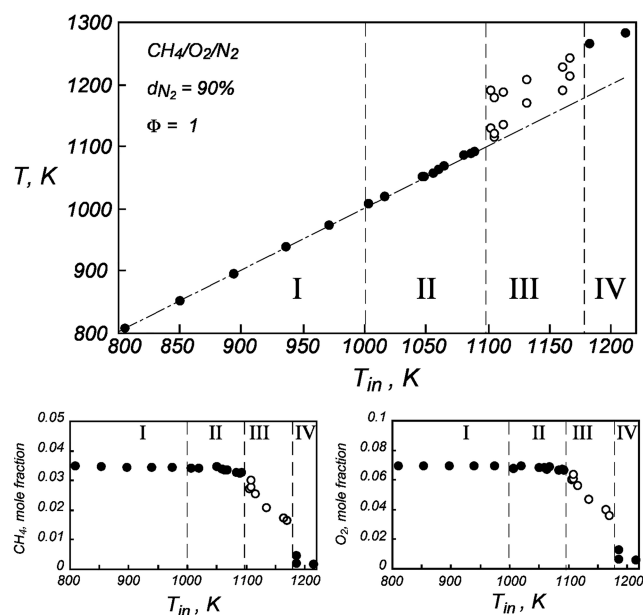 1300
CH4/O2/N2
1200
dN2 = 90%
Φ = 1
1100
T, K
1000
900
I
II
III
IV
800
800 850 900 950 1000 1050 1100 1150 1200
Tin , K
0.05
I
II
III
IV
0.04
0.03
0.02
0.01
0
CH4, mole fraction
800 900 1000 1100 1200
Tin , K
0.1
I
II
III
IV
0.08
0.06
0.04
0.02
0
O2, mole fraction
800 900 1000 1100 1200
Tin , K